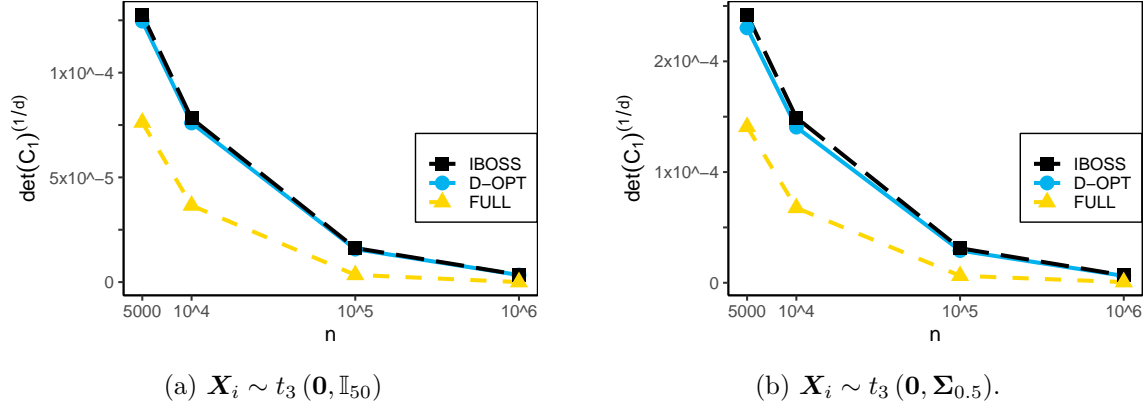 det(C₁)^(1/d)
1x10^−4
5x10^−5
0
5000 10^4 10^5 10^6
n
IBOSS
D−OPT
FULL
(a) 𝑿ᵢ ∼ t₃ (𝟎, 𝕀₅₀)
det(C₁)^(1/d)
2x10^−4
1x10^−4
0
5000 10^4 10^5 10^6
n
IBOSS
D−OPT
FULL
(b) 𝑿ᵢ ∼ t₃ (𝟎, 𝚺₀.₅).